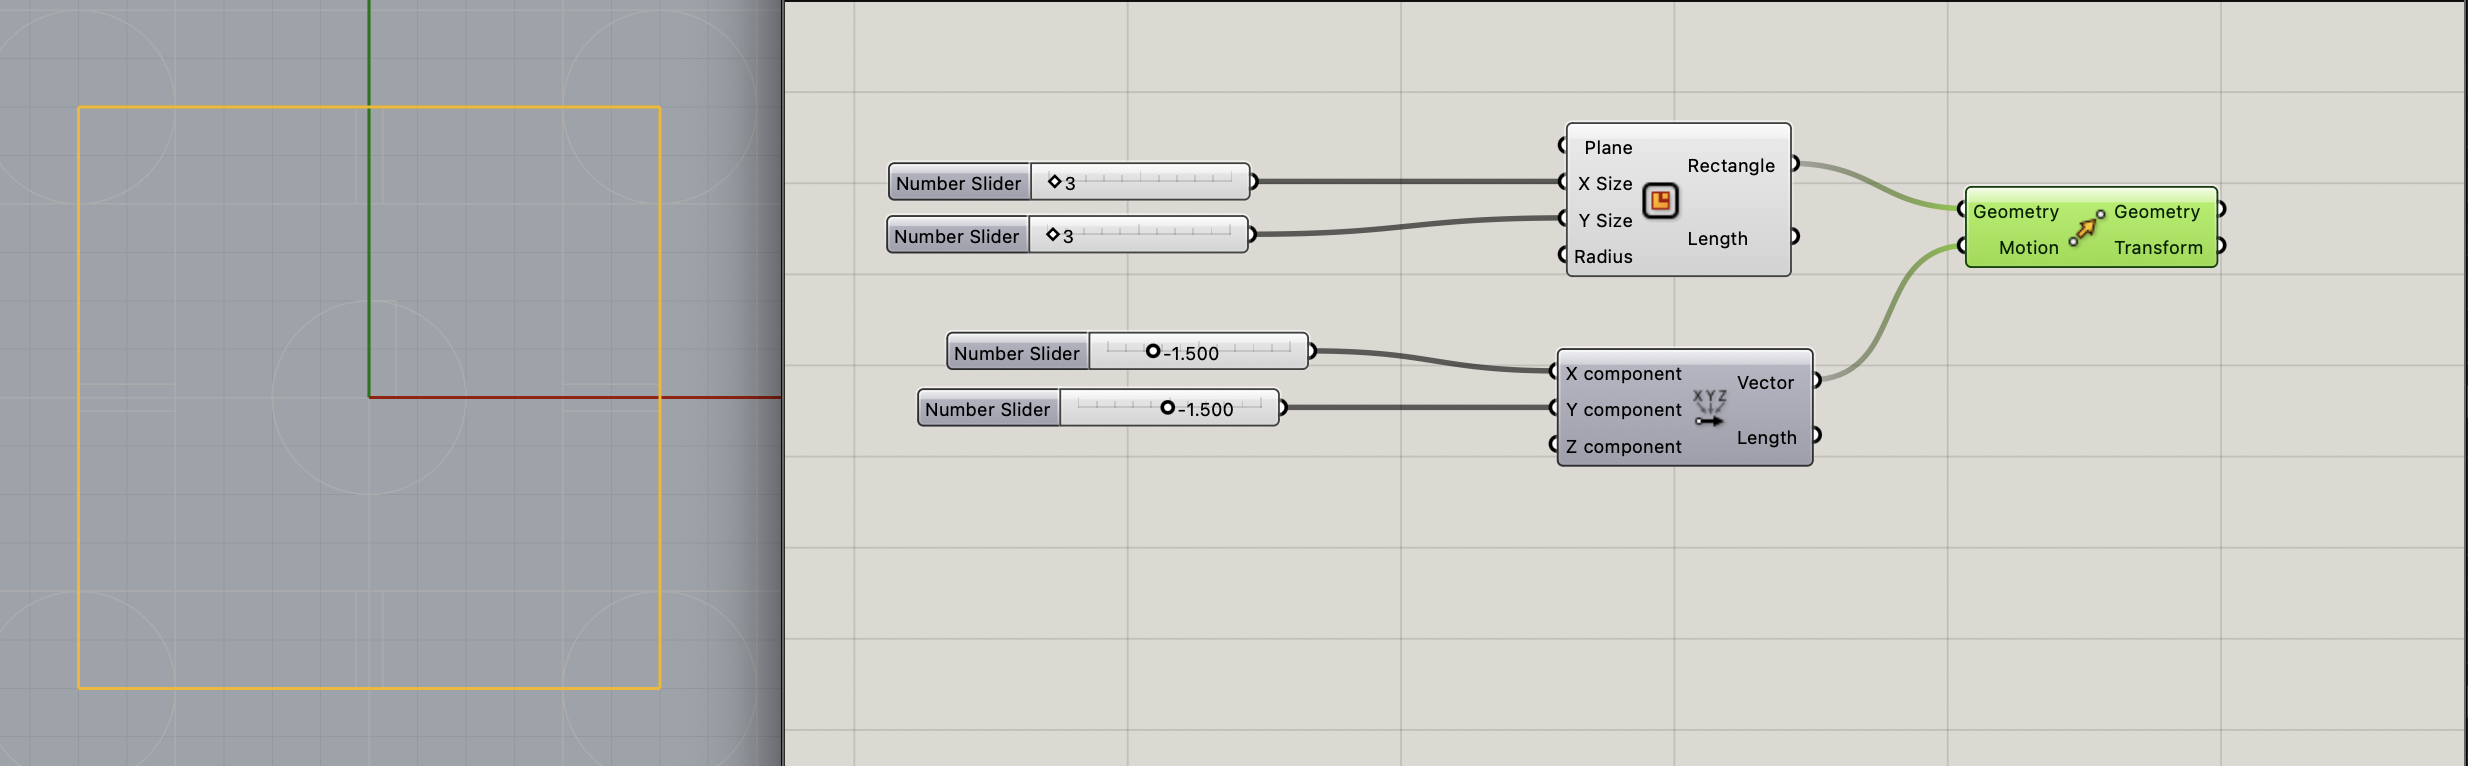 Number Slider 3
Number Slider 3
Plane
X Size
Y Size
Radius
Rectangle
Length
Geometry
Motion
Geometry
Transform
Number Slider -1.500
Number Slider -1.500
X component
Y component
Z component
X Y Z
Vector
Length